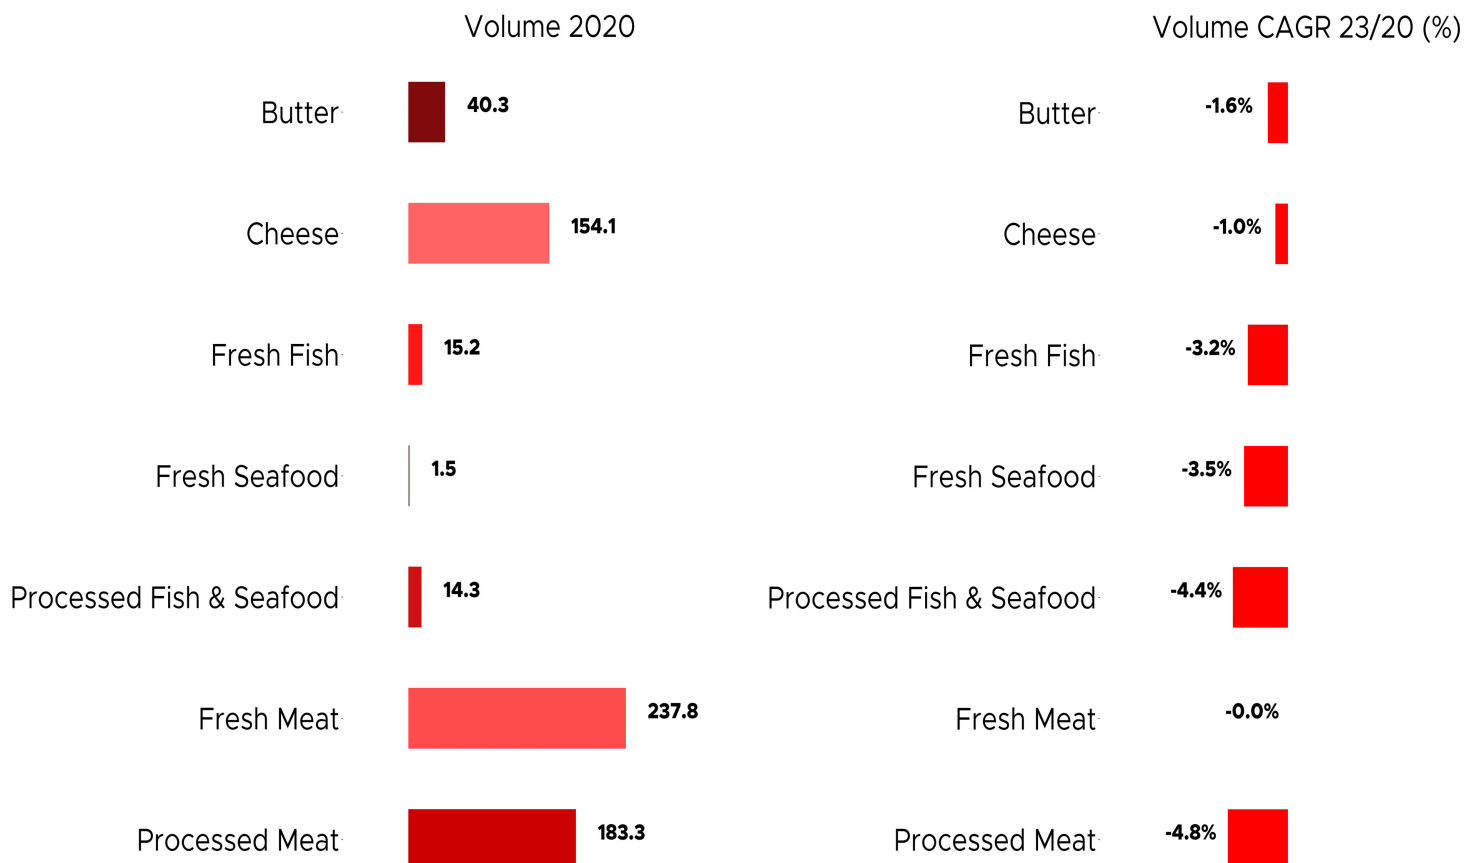 Volume 2020
Butter 40.3
Cheese 154.1
Fresh Fish 15.2
Fresh Seafood 1.5
Processed Fish & Seafood 14.3
Fresh Meat 237.8
Processed Meat 183.3
Volume CAGR 23/20 (%)
Butter -1.6%
Cheese -1.0%
Fresh Fish -3.2%
Fresh Seafood -3.5%
Processed Fish & Seafood -4.4%
Fresh Meat -0.0%
Processed Meat -4.8%